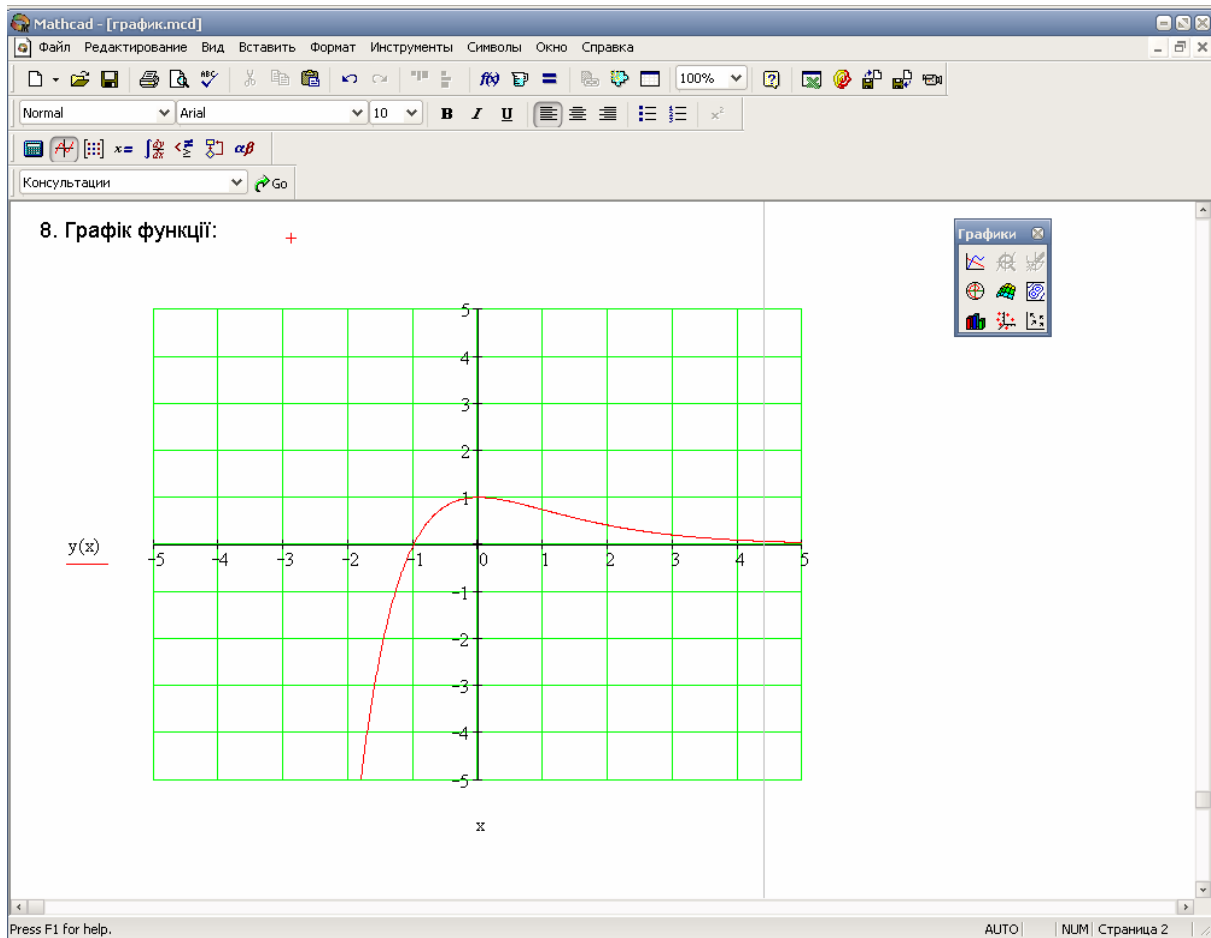 Mathcad - [график.mcd]
Файл Редактирование Вид Вставить Формат Инструменты Символы Окно Справка
100%
Normal Arial 10 B I U
x= αβ
Консультации Go
8. Графік функції:
Графики
5
4
3
2
1
y(x)
-5 -4 -3 -2 -1 0 1 2 3 4 5
-1
-2
-3
-4
-5
x
Press F1 for help. AUTO NUM Страница 2